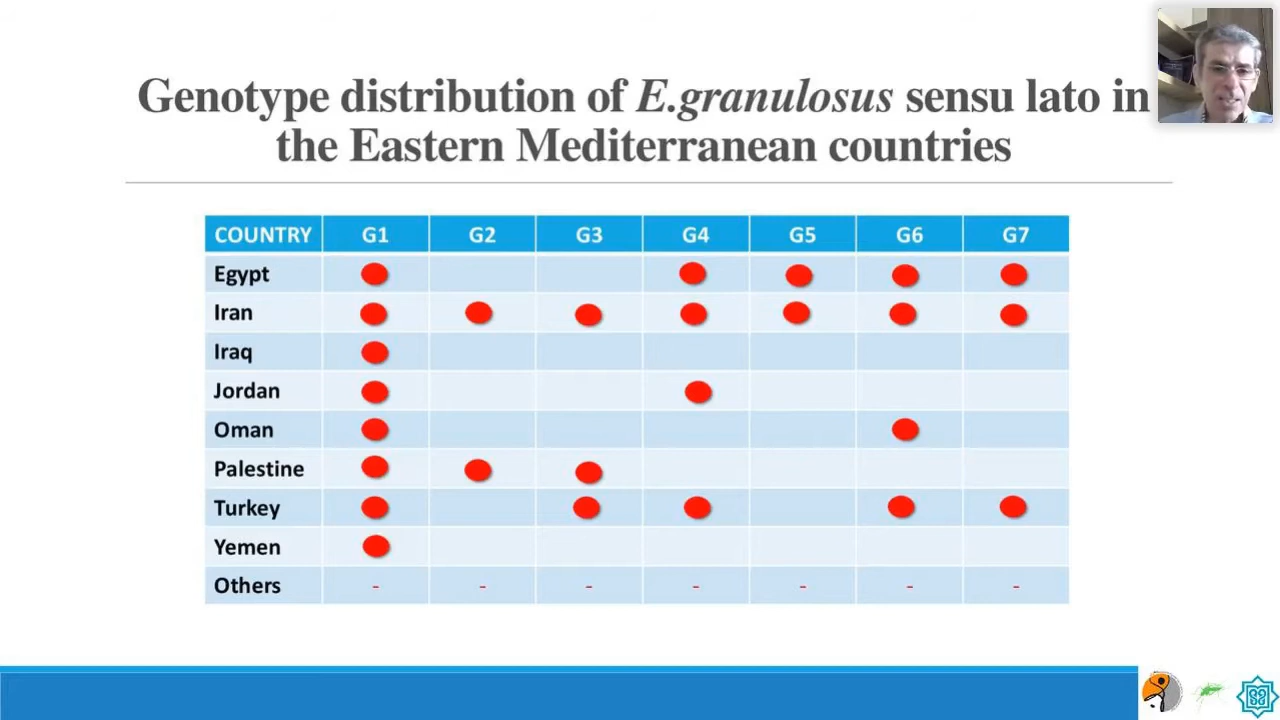 Genotype distribution of E.granulosus sensu lato in
the Eastern Mediterranean countries
COUNTRY G1 G2 G3 G4 G5 G6 G7
Egypt
Iran
Iraq
Jordan
Oman
Palestine
Turkey
Yemen
Others - - - - - - -